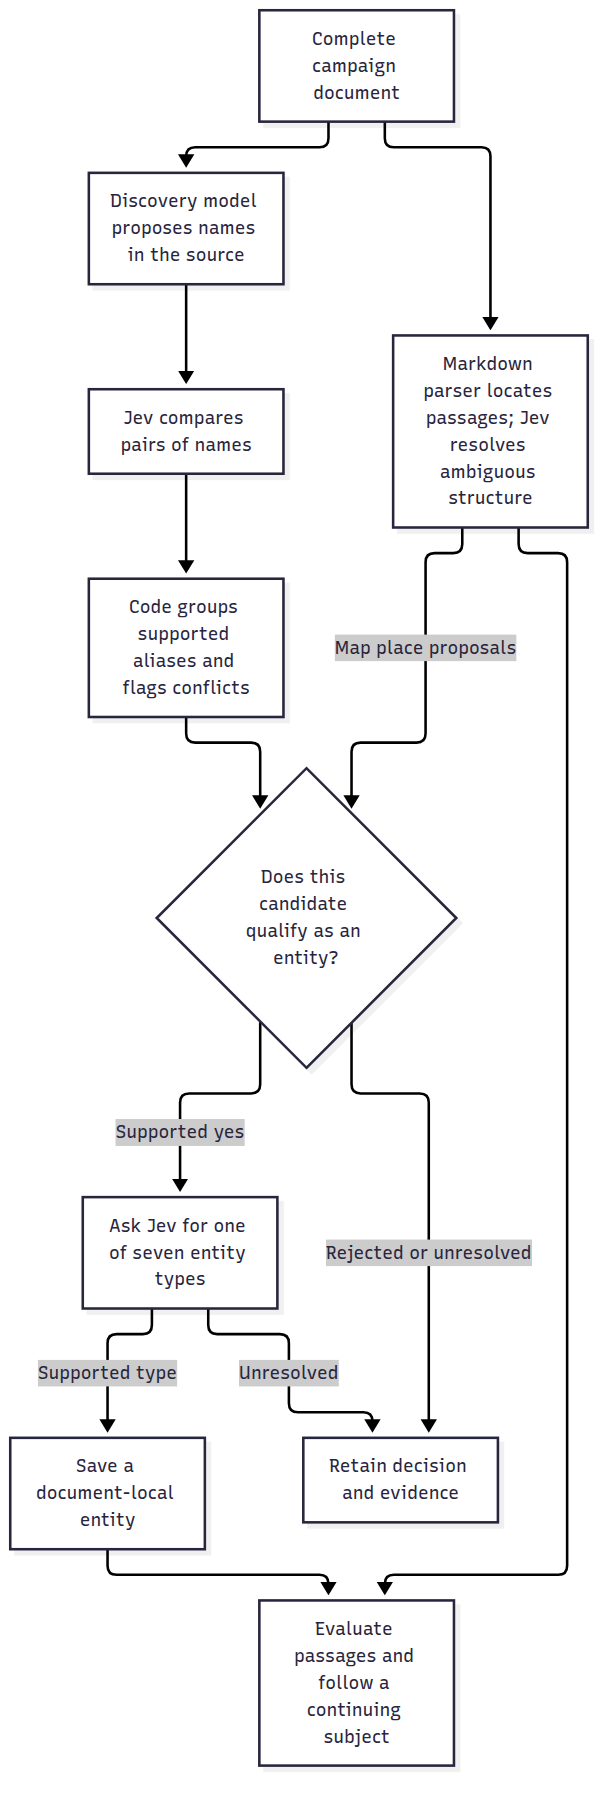 Complete
campaign
document
Discovery model
proposes names
in the source
Markdown
parser locates
passages; Jev
resolves
ambiguous
structure
Jev compares
pairs of names
Code groups
supported
aliases and
flags conflicts
Map place proposals
Does this
candidate
qualify as an
entity?
Supported yes
Ask Jev for one
of seven entity
types
Rejected or unresolved
Supported type
Unresolved
Save a
document-local
entity
Retain decision
and evidence
Evaluate
passages and
follow a
continuing
subject